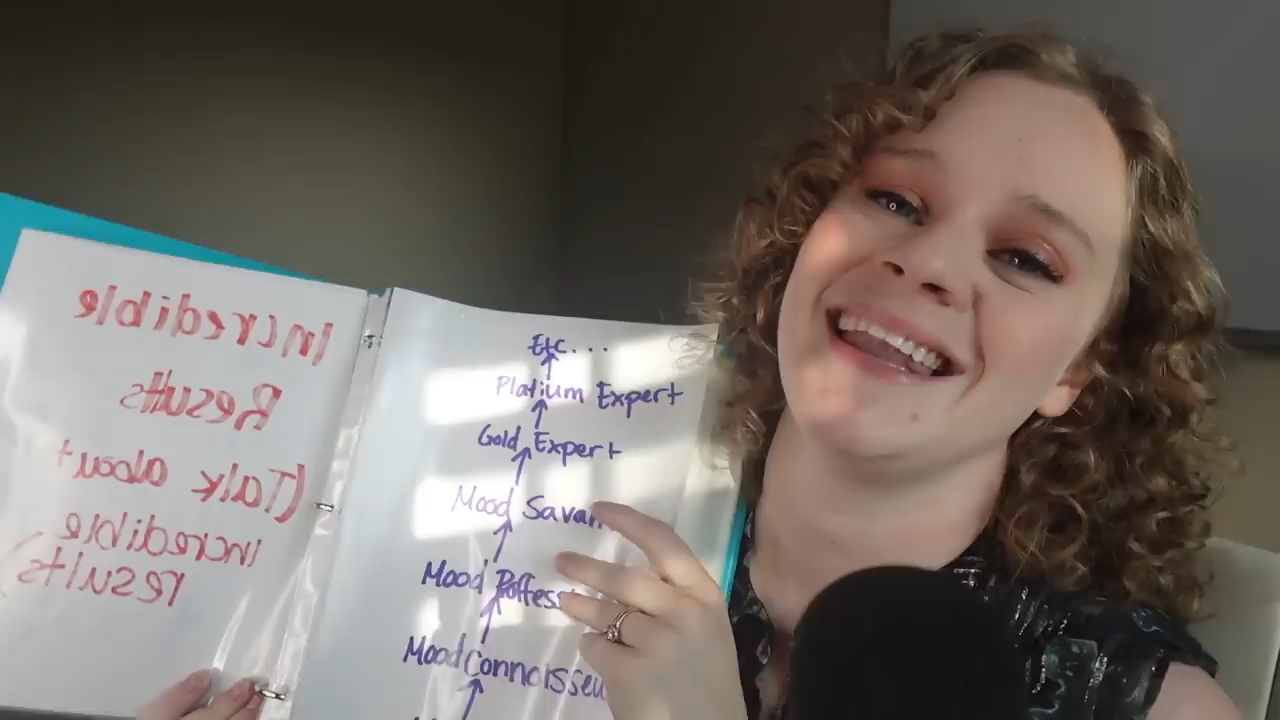 Incredible
Results
(Talk about
incredible
results)
Etc...
Platium Expert
Gold Expert
Mood Savan
Mood Poffess
Mood Connoisseu